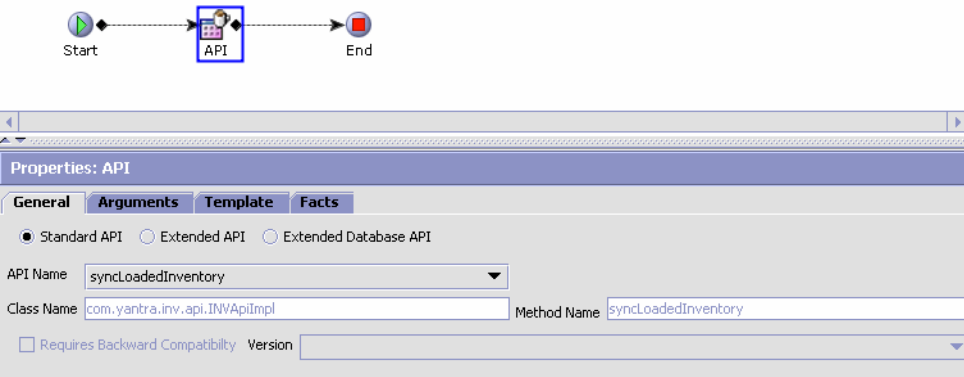 Start
API
End
Properties: API
General Arguments Template Facts
Standard API Extended API Extended Database API
API Name syncLoadedInventory
Class Name com.yantra.inv.api.INVApiImpl Method Name syncLoadedInventory
Requires Backward Compatibilty Version